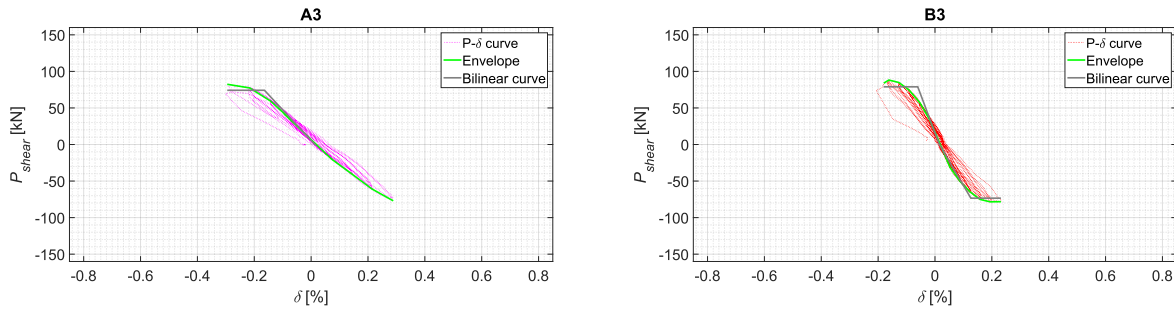 A3
P-δ curve
Envelope
Bilinear curve
150
100
50
0
-50
-100
-150
P_shear [kN]
-0.8 -0.6 -0.4 -0.2 0 0.2 0.4 0.6 0.8
δ [%]
B3
P-δ curve
Envelope
Bilinear curve
150
100
50
0
-50
-100
-150
P_shear [kN]
-0.8 -0.6 -0.4 -0.2 0 0.2 0.4 0.6 0.8
δ [%]